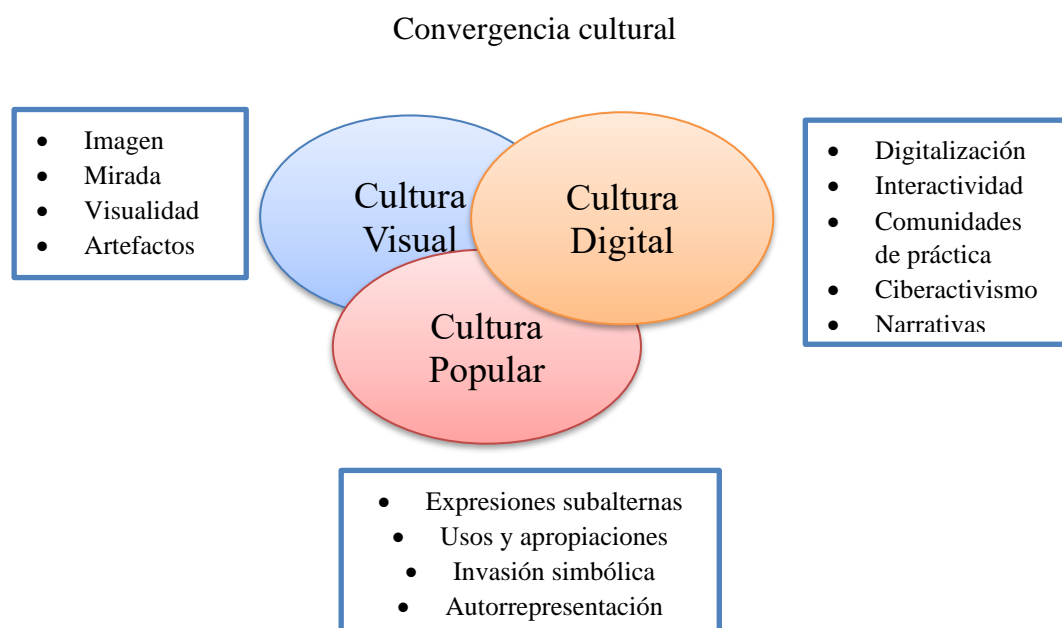 Convergencia cultural
• Imagen
• Mirada
• Visualidad
• Artefactos
Cultura
Visual
Cultura
Digital
Cultura
Popular
• Digitalización
• Interactividad
• Comunidades
de práctica
• Ciberactivismo
• Narrativas
• Expresiones subalternas
• Usos y apropiaciones
• Invasión simbólica
• Autorrepresentación